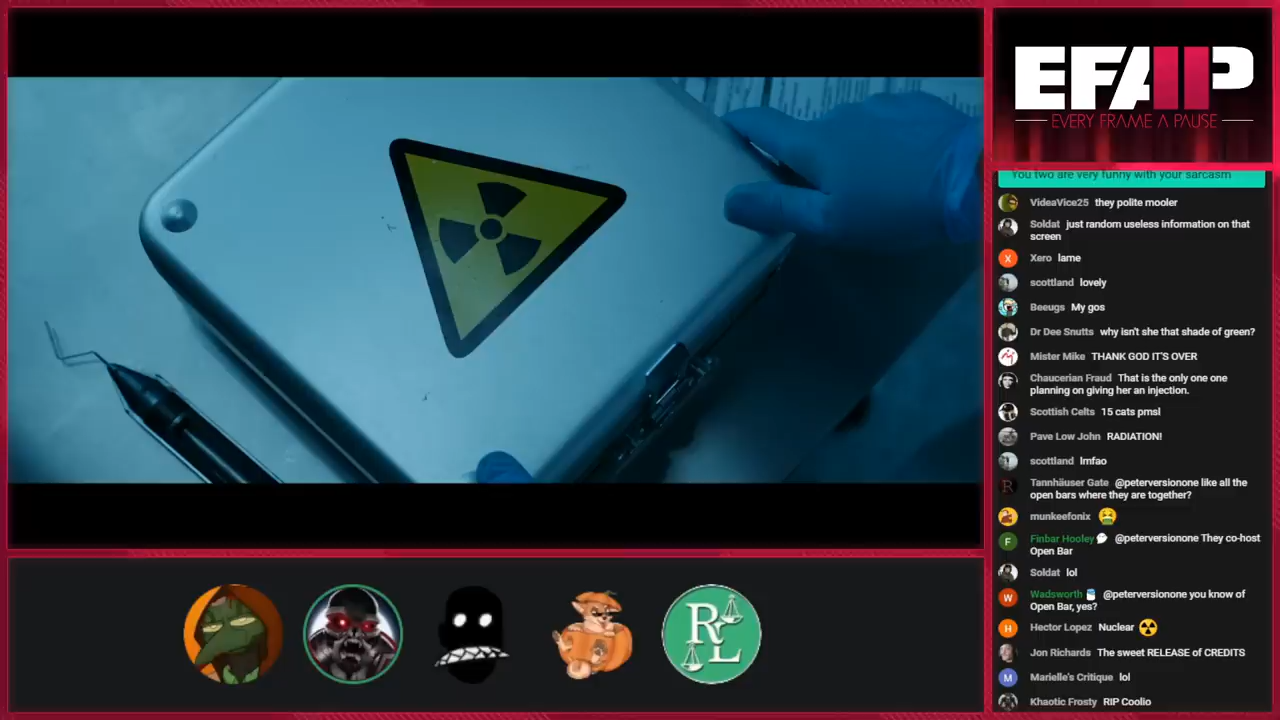 EFAP
EVERY FRAME A PAUSE
You two are very funny with your sarcasm
VideaVice25 they polite mooler
Soldat just random useless information on that
screen
X
Xero lame
scottland lovely
Beeugs My gos
Dr Dee Snutts why isn't she that shade of green?
Mister Mike THANK GOD IT'S OVER
Chaucerian Fraud That is the only one one
planning on giving her an injection.
Scottish Celts 15 cats pmsl
Pave Low John RADIATION!
scottland lmfao
R
Tannhäuser Gate @peterversionone like all the
open bars where they are together?
munkeefonix 🤮
F
Finbar Hooley @peterversionone They co-host
Open Bar
Soldat lol
W
Wadsworth @peterversionone you know of
Open Bar, yes?
H
Hector Lopez Nuclear ☢
Jon Richards The sweet RELEASE of CREDITS
M
Marielle's Critique lol
Khaotic Frosty RIP Coolio
RL